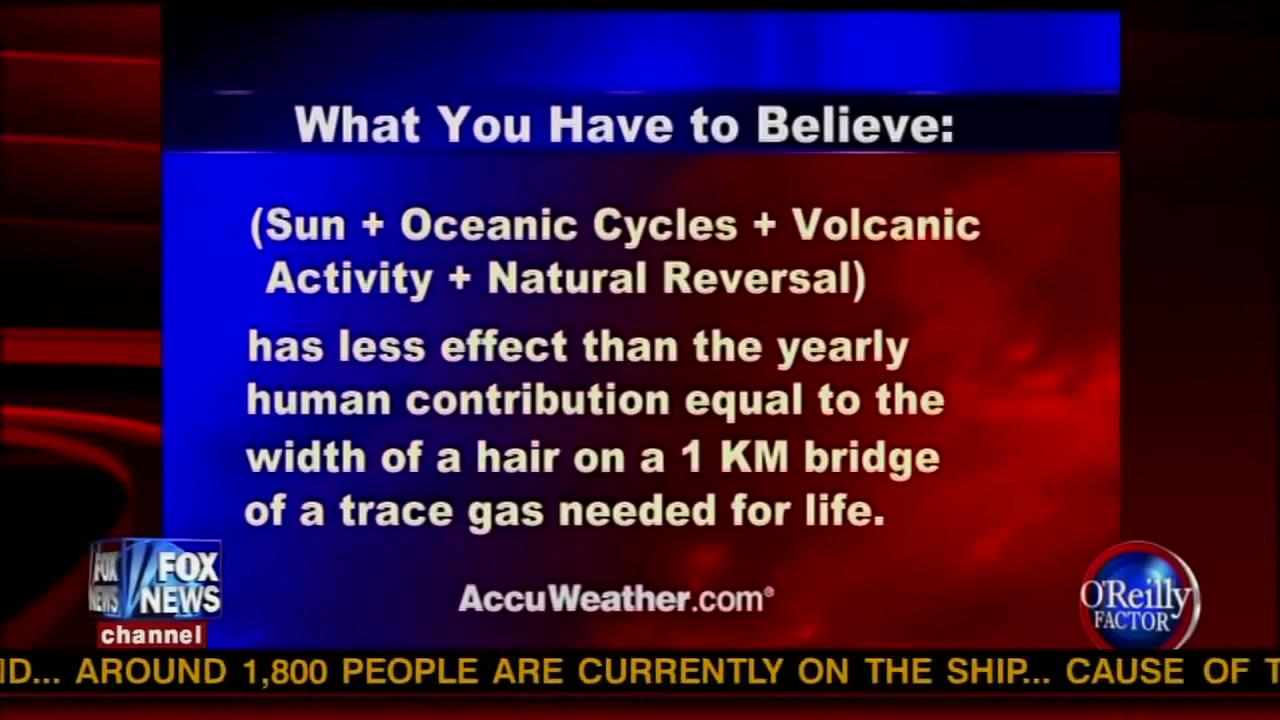 What You Have to Believe:
(Sun + Oceanic Cycles + Volcanic
Activity + Natural Reversal)
has less effect than the yearly
human contribution equal to the
width of a hair on a 1 KM bridge
of a trace gas needed for life.
AccuWeather.com®
FOX NEWS
FOX
NEWS
channel
O'Reilly
FACTOR
... AROUND 1,800 PEOPLE ARE CURRENTLY ON THE SHIP... CAUSE OF